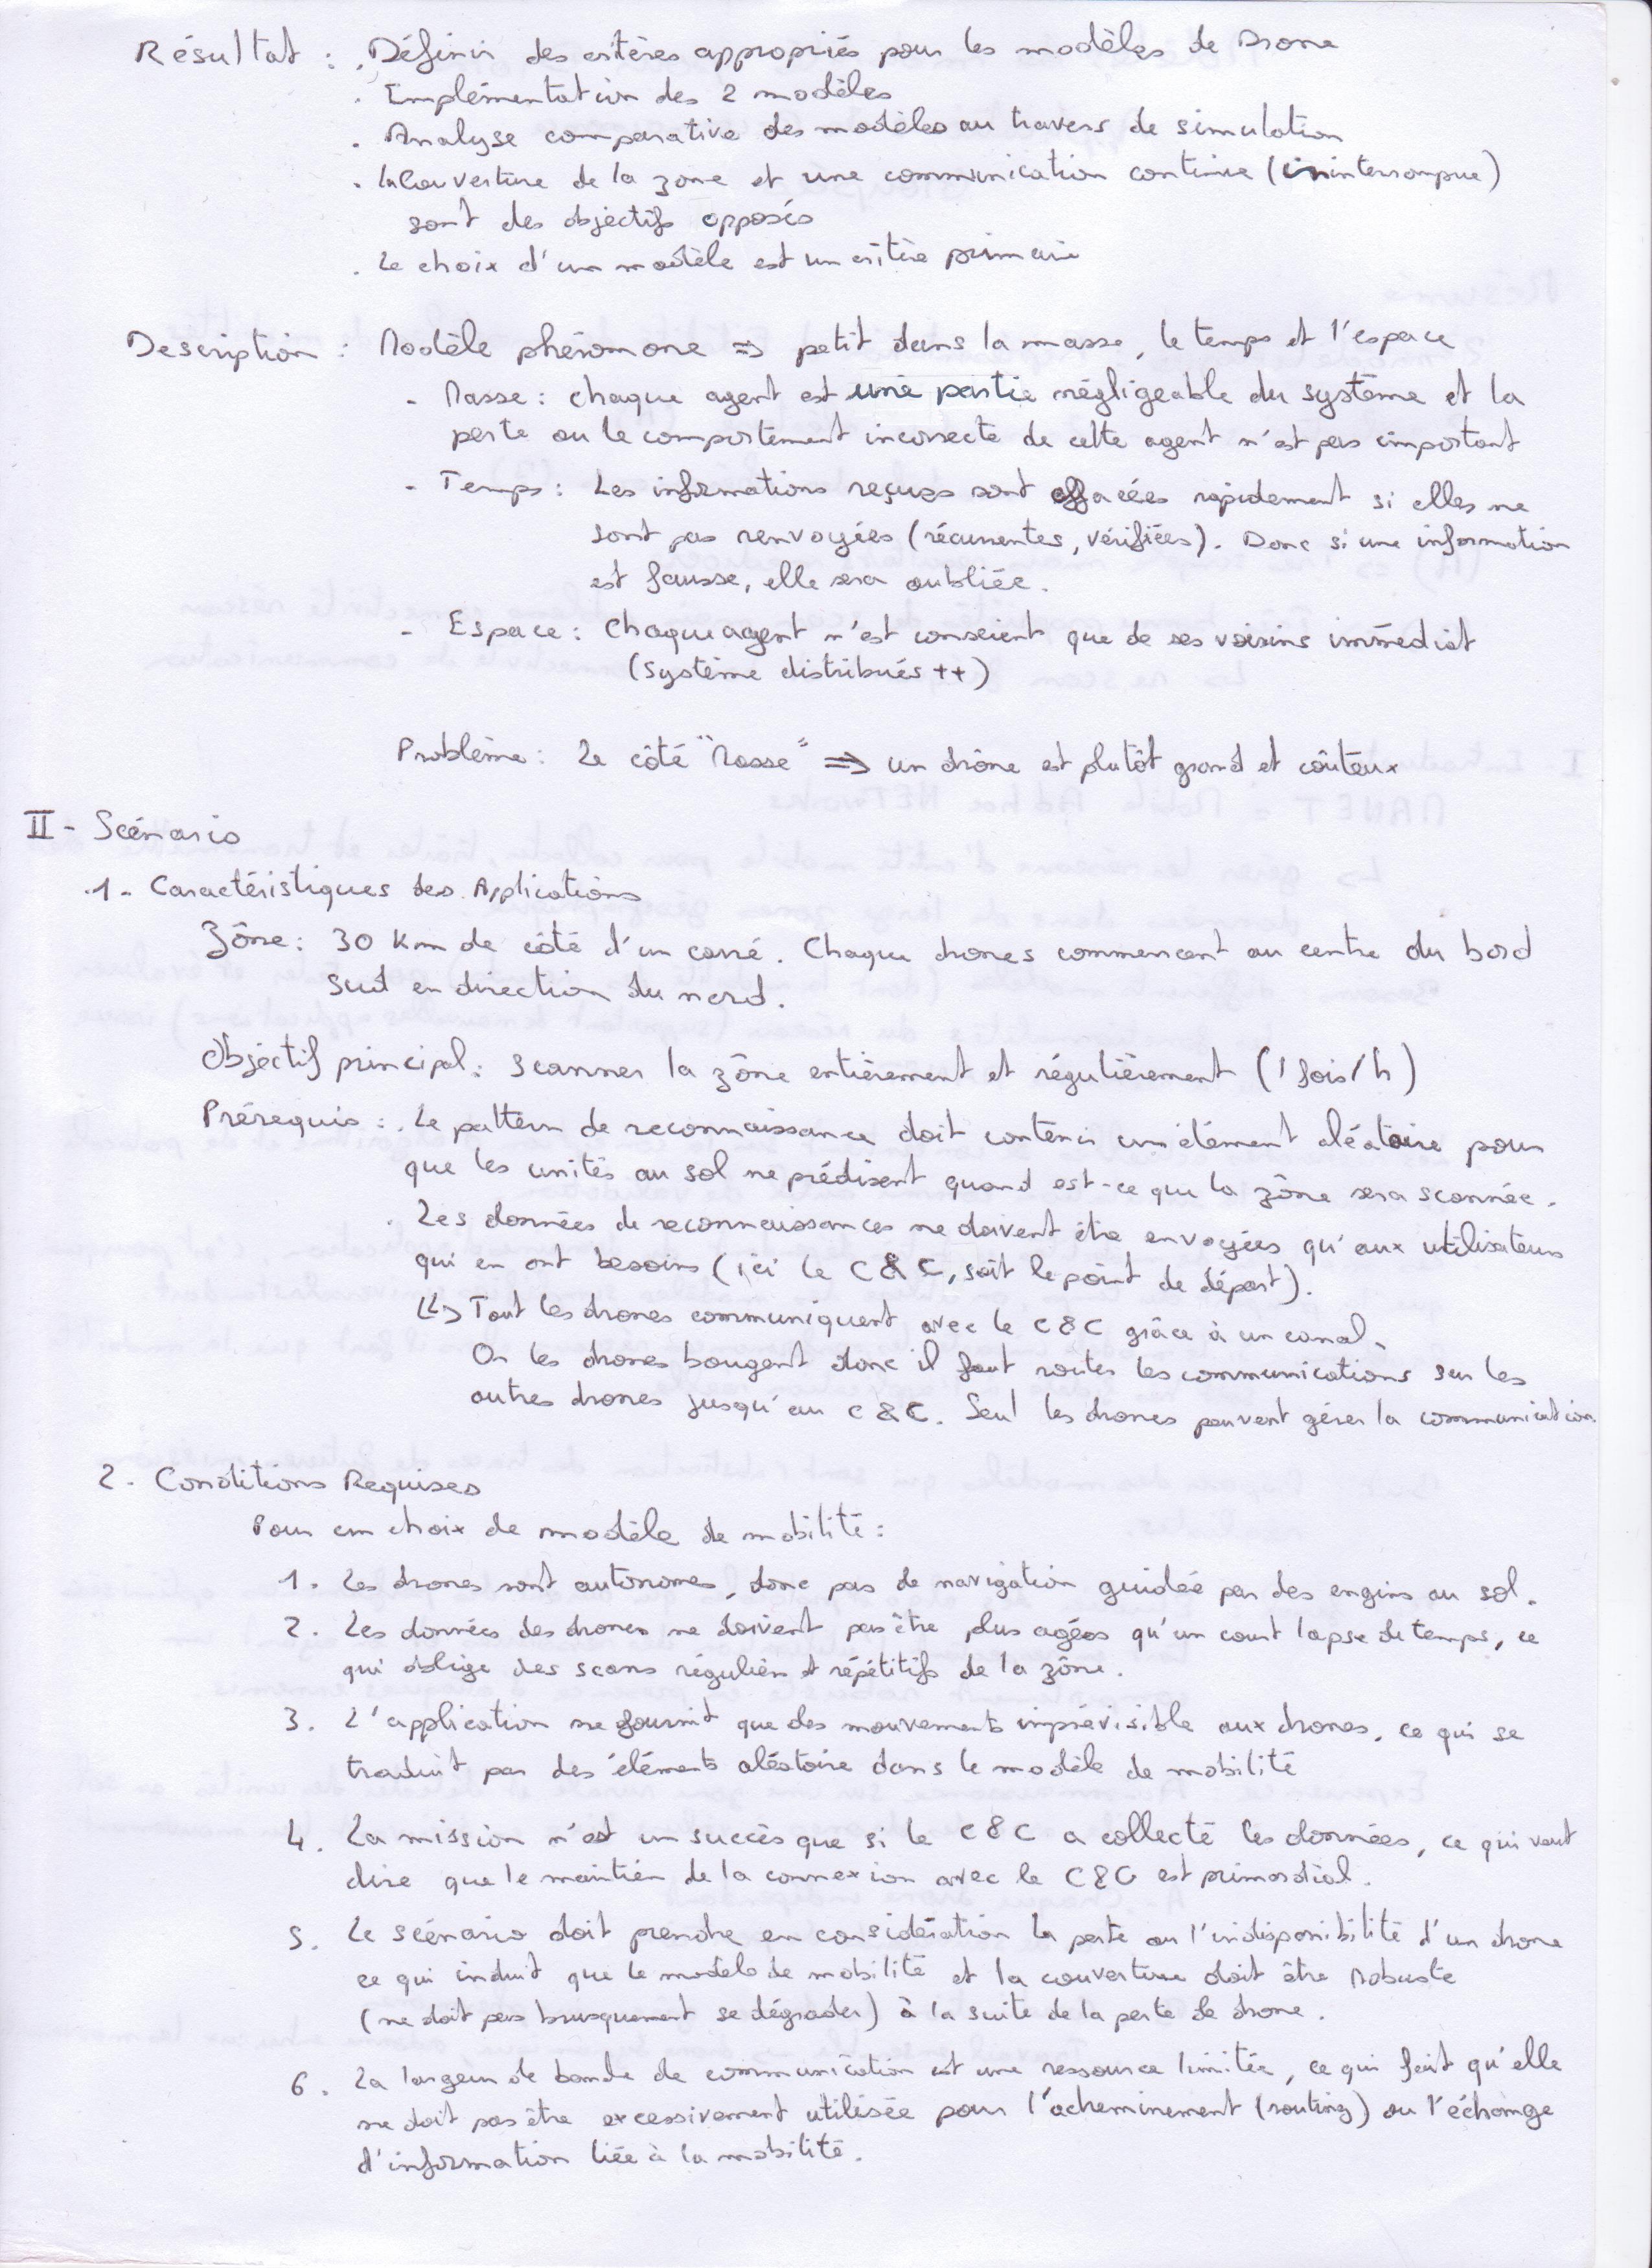 Résultat : . Définir des critères appropriés pour les modèles de Drone
. Implémentation des 2 modèles
. Analyse comparative des modèles au travers de simulation
. la Couverture de la zone et une communication continue (ininterrompue)
sont des objectifs opposés
. Le choix d'un modèle est un critère primaire
Description : Modèle phéromone => petit dans la masse, le temps et l'espace
- Masse : chaque agent est une partie négligeable du système et la
perte ou le comportement incorrecte de cette agent n'est pas important
- Temps : Les informations reçues sont effacées rapidement si elles ne
sont pas renvoyées (récurrentes, vérifiées). Donc si une information
est fausse, elle sera oubliée.
- Espace : Chaque agent n'est conscient que de ses voisins immédiat
(système distribués ++)
Problème : Le côté "Masse" => un drône est plutôt grand et coûteux
II - Scénario
.1- Caractéristiques des Applications
Zône : 30 Km de côté d'un carré. Chaque drones commencent au centre du bord
sud en direction du nord.
Objectif principal : Scanner la zône entièrement et régulièrement (1 fois/h)
Prérequis : . Le pattern de reconnaissance doit contenir un élément aléatoire pour
que les unités au sol ne prédisent quand est-ce que la zône sera scannée.
. Les données de reconnaissances ne doivent être envoyées qu'aux utilisateurs
qui en ont besoins (ici le C&C, soit le point de départ).
↳ Tout les drones communiquent avec le C&C grâce à un canal.
Or les drones bougent donc il faut router les communications sur les
autres drones jusqu'au C&C. Seul les drones peuvent gérer la communication.
2 - Conditions Requises
Pour un choix de modèle de mobilité :
1. Les drones sont autonomes, donc pas de navigation guidée par des engins au sol.
2. Les données des drones ne doivent pas être plus agées qu'un court lapse de temps, ce
qui oblige des scans régulièrs et répétitifs de la zône.
3. L'application ne fournit que des mouvements imprévisible aux drones, ce qui se
traduit par des éléments aléatoire dans le modèle de mobilité
4. La mission n'est un succès que si le C&C a collecté les données, ce qui veut
dire que le maintien de la connexion avec le C&C est primordial.
5. Le scénario doit prendre en considération la perte ou l'indisponibilité d'un drone
ce qui induit que le modèle de mobilité et la couverture doit être Robuste
(ne doit pas brusquement se dégrader) à la suite de la perte de drone.
6. La largeur de bande de communication est une ressource limitée, ce qui fait qu'elle
ne doit pas être excessivement utilisée pour l'acheminement (routing) ou l'échange
d'information liée à la mobilité.